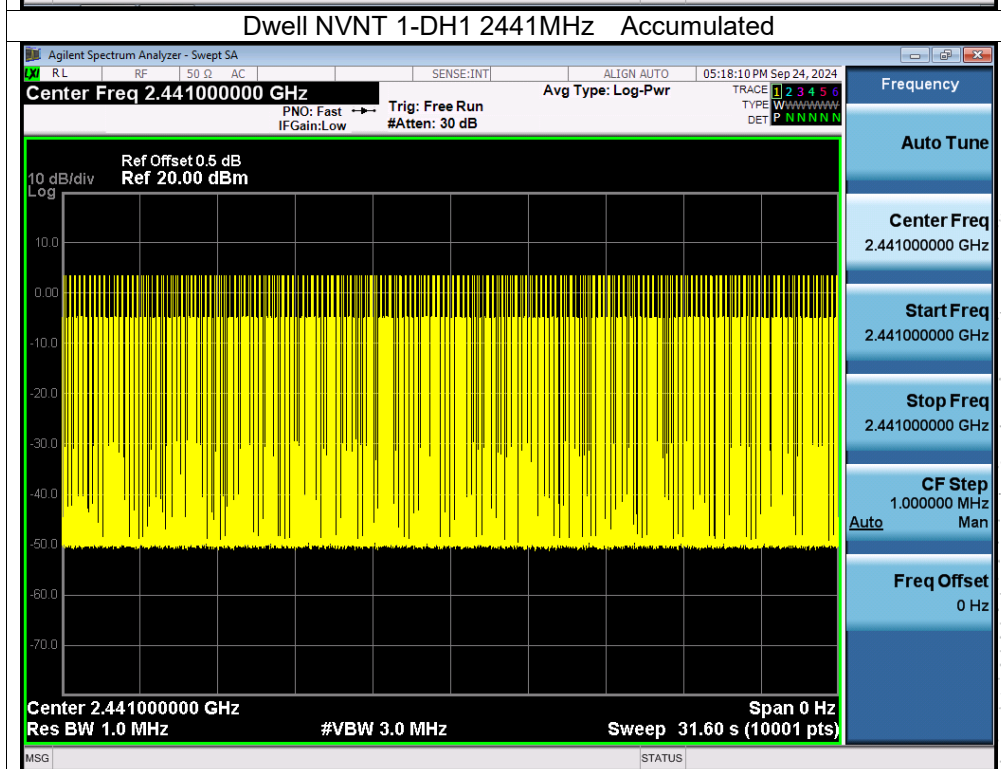 Dwell NVNT 1-DH1 2441MHz Accumulated
Agilent Spectrum Analyzer - Swept SA
LXI RL RF 50 Ω AC SENSE:INT ALIGN AUTO 05:18:10 PM Sep 24, 2024
Center Freq 2.441000000 GHz
PNO: Fast
IFGain:Low
Trig: Free Run
#Atten: 30 dB
Avg Type: Log-Pwr
TRACE 1 2 3 4 5 6
TYPE WWWWWWW
DET P NNNNN
Frequency
Auto Tune
Center Freq
2.441000000 GHz
Start Freq
2.441000000 GHz
Stop Freq
2.441000000 GHz
CF Step
1.000000 MHz
Auto Man
Freq Offset
0 Hz
Ref Offset 0.5 dB
10 dB/div Ref 20.00 dBm
Log
10.0
0.00
-10.0
-20.0
-30.0
-40.0
-50.0
-60.0
-70.0
Center 2.441000000 GHz Span 0 Hz
Res BW 1.0 MHz #VBW 3.0 MHz Sweep 31.60 s (10001 pts)
MSG STATUS